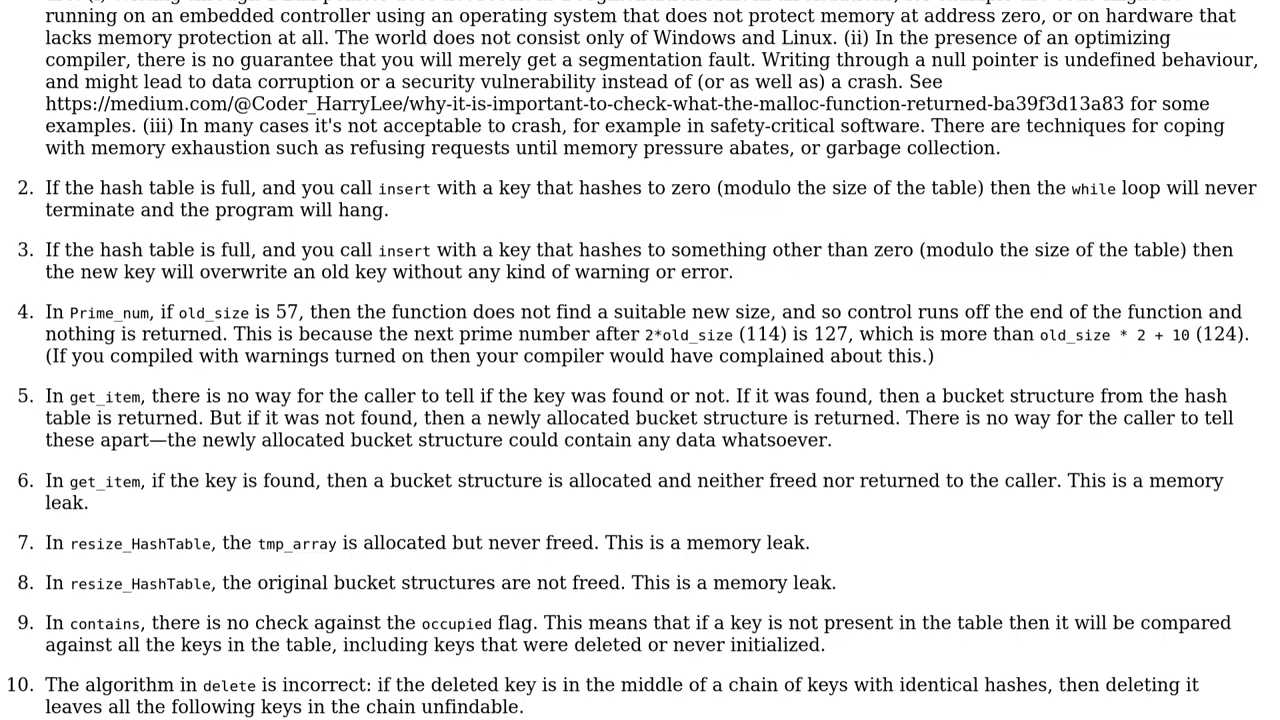 running on an embedded controller using an operating system that does not protect memory at address zero, or on hardware that
lacks memory protection at all. The world does not consist only of Windows and Linux. (ii) In the presence of an optimizing
compiler, there is no guarantee that you will merely get a segmentation fault. Writing through a null pointer is undefined behaviour,
and might lead to data corruption or a security vulnerability instead of (or as well as) a crash. See
https://medium.com/@Coder_HarryLee/why-it-is-important-to-check-what-the-malloc-function-returned-ba39f3d13a83 for some
examples. (iii) In many cases it's not acceptable to crash, for example in safety-critical software. There are techniques for coping
with memory exhaustion such as refusing requests until memory pressure abates, or garbage collection.
2. If the hash table is full, and you call insert with a key that hashes to zero (modulo the size of the table) then the while loop will never
terminate and the program will hang.
3. If the hash table is full, and you call insert with a key that hashes to something other than zero (modulo the size of the table) then
the new key will overwrite an old key without any kind of warning or error.
4. In Prime_num, if old_size is 57, then the function does not find a suitable new size, and so control runs off the end of the function and
nothing is returned. This is because the next prime number after 2*old_size (114) is 127, which is more than old_size * 2 + 10 (124).
(If you compiled with warnings turned on then your compiler would have complained about this.)
5. In get_item, there is no way for the caller to tell if the key was found or not. If it was found, then a bucket structure from the hash
table is returned. But if it was not found, then a newly allocated bucket structure is returned. There is no way for the caller to tell
these apart—the newly allocated bucket structure could contain any data whatsoever.
6. In get_item, if the key is found, then a bucket structure is allocated and neither freed nor returned to the caller. This is a memory
leak.
7. In resize_HashTable, the tmp_array is allocated but never freed. This is a memory leak.
8. In resize_HashTable, the original bucket structures are not freed. This is a memory leak.
9. In contains, there is no check against the occupied flag. This means that if a key is not present in the table then it will be compared
against all the keys in the table, including keys that were deleted or never initialized.
10. The algorithm in delete is incorrect: if the deleted key is in the middle of a chain of keys with identical hashes, then deleting it
leaves all the following keys in the chain unfindable.